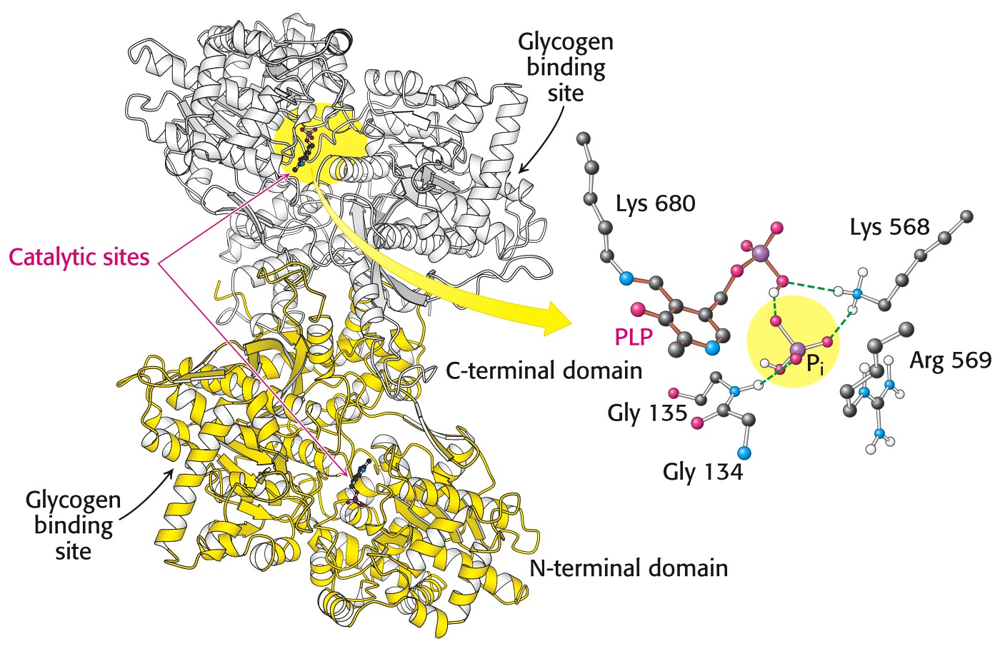 Glycogen
binding
site
Catalytic sites
Lys 680
Lys 568
PLP
Pi
Arg 569
C-terminal domain
Gly 135
Gly 134
Glycogen
binding
site
N-terminal domain